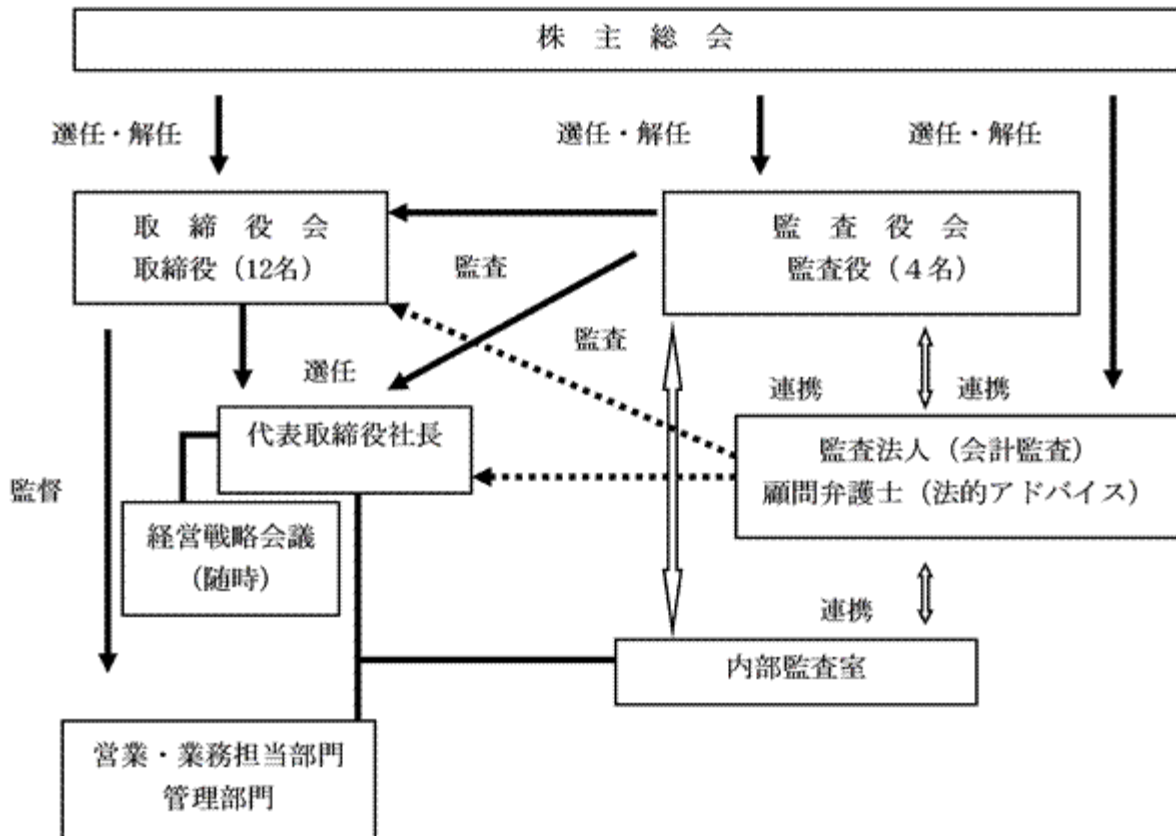 株 主 総 会
選任・解任
選任・解任
選任・解任
取 締 役 会
取締役（12名）
監 査 役 会
監査役（４名）
監査
監査
選任
連携
連携
代表取締役社長
監査法人（会計監査）
顧問弁護士（法的アドバイス）
監督
経営戦略会議
（随時）
連携
内部監査室
営業・業務担当部門
管理部門